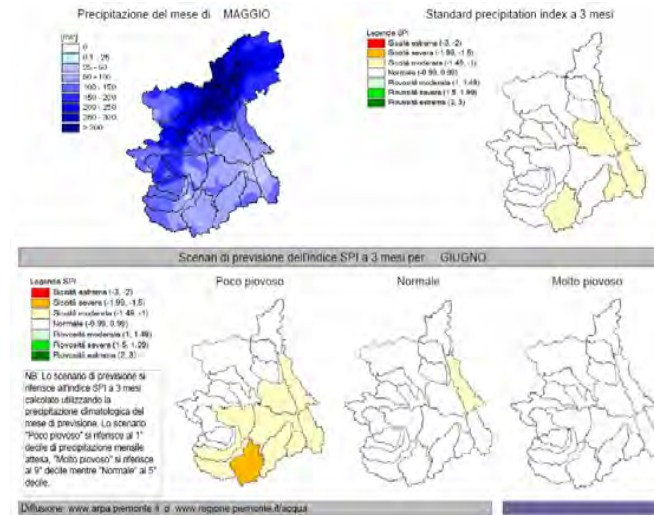 Precipitazione del mese di MAGGIO
Standard precipitation index a 3 mesi
0
0.1 - 25
25 - 50
50 - 100
100 - 150
150 - 200
200 - 250
250 - 300
> 300
Legenda SPI
Siccità estrema (-3, -2)
Siccità severa (-1.99, -1.5)
Siccità moderata (-1.49, -1)
Normale (-0.99, 0.99)
Piovosità moderata (1, 1.49)
Piovosità severa (1.5, 1.99)
Piovosità estrema (2, 3)
Scenari di previsione dell'indice SPI a 3 mesi per GIUGNO
Legenda SPI
Siccità estrema (-3, -2)
Siccità severa (-1.99, -1.5)
Siccità moderata (-1.49, -1)
Normale (-0.99, 0.99)
Piovosità moderata (1, 1.49)
Piovosità severa (1.5, 1.99)
Piovosità estrema (2, 3)
Poco piovoso
Normale
Molto piovoso
NB. Lo scenario di previsione si
riferisce all'indice SPI a 3 mesi
calcolato utilizzando la
precipitazione climatologica del
mese di previsione. Lo scenario
"Poco piovoso" si riferisce al 1°
decile di precipitazione mensile
attesa, "Molto piovoso" si riferisce
al 9° decile mentre "Normale" al 5°
decile.
Diffusione: www.arpa.piemonte.it o www.regione.piemonte.it/acqua